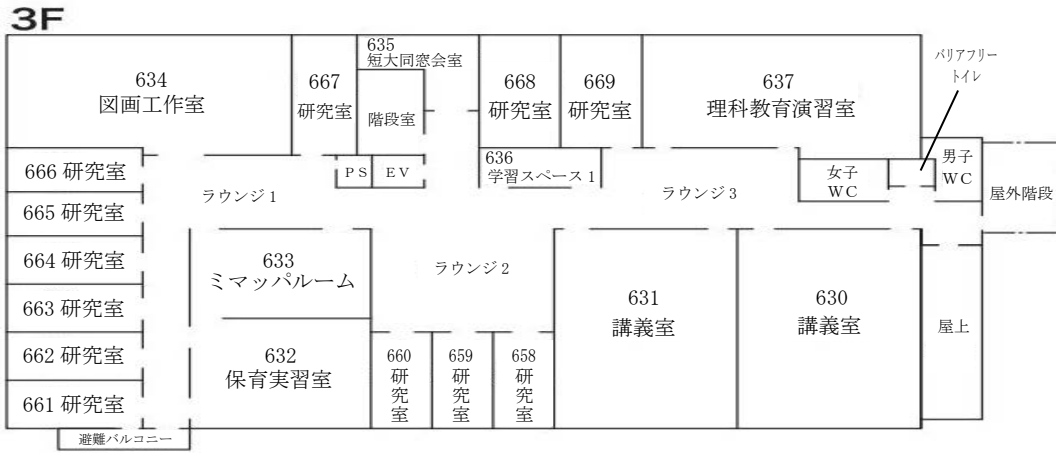 3F
634
図画工作室
667
研究室
635
短大同窓会室
階段室
668
研究室
669
研究室
637
理科教育演習室
バリアフリー
トイレ
666 研究室
665 研究室
664 研究室
663 研究室
662 研究室
661 研究室
避難バルコニー
ラウンジ1
PS
EV
636
学習スペース1
ラウンジ3
女子
WC
男子
WC
屋外階段
633
ミマッパルーム
ラウンジ2
632
保育実習室
660
研究室
659
研究室
658
研究室
631
講義室
630
講義室
屋上